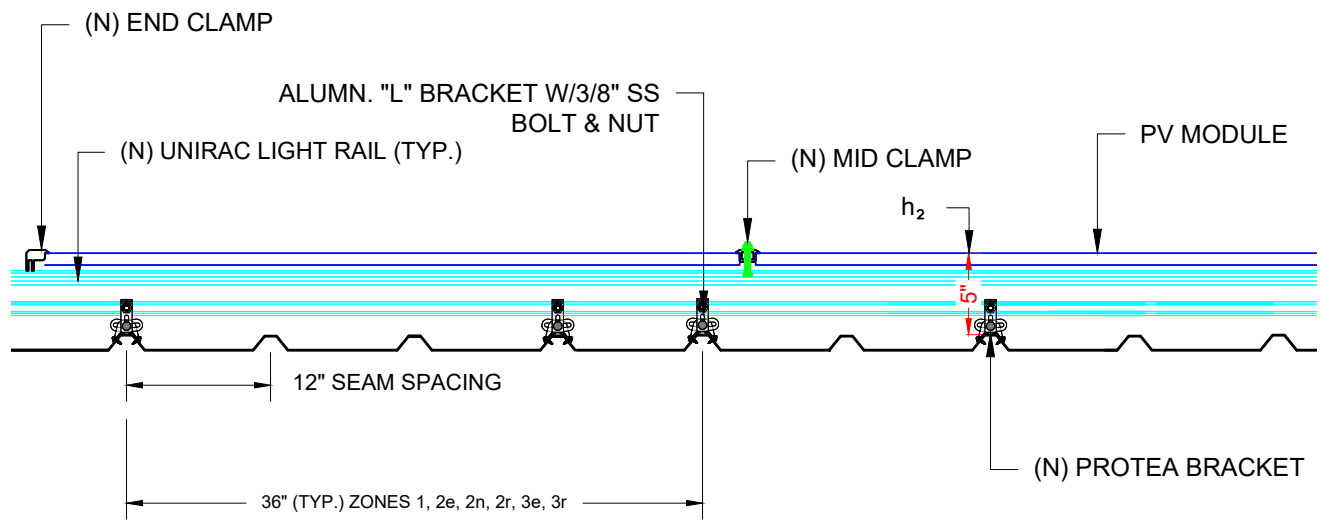 (N) END CLAMP
ALUMN. "L" BRACKET W/3/8" SS
BOLT & NUT
(N) UNIRAC LIGHT RAIL (TYP.)
(N) MID CLAMP
PV MODULE
h₂
5"
12" SEAM SPACING
(N) PROTEA BRACKET
36" (TYP.) ZONES 1, 2e, 2n, 2r, 3e, 3r